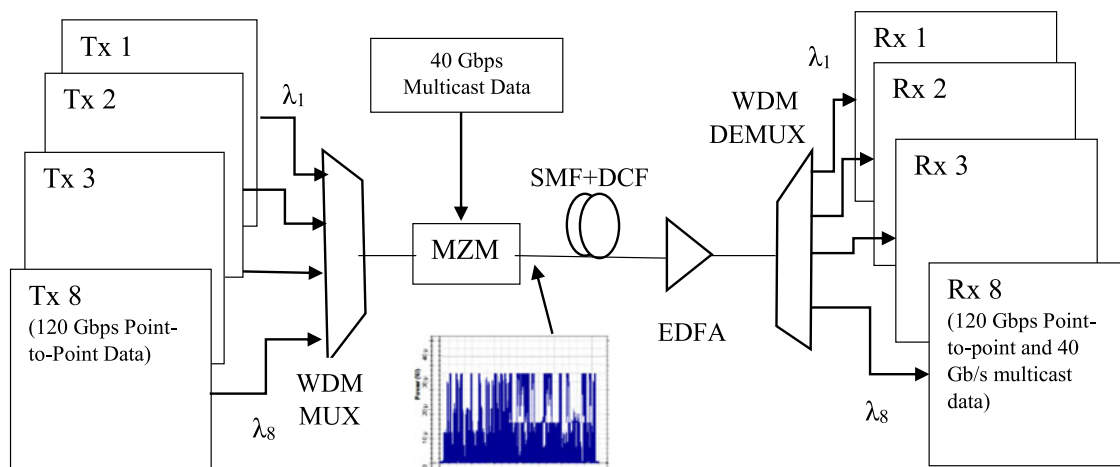 Tx 1
Tx 2
Tx 3
Tx 8
(120 Gbps Point-
to-Point Data)
λ1
λ8
WDM
MUX
40 Gbps
Multicast Data
MZM
SMF+DCF
EDFA
WDM
DEMUX
λ1
λ8
Rx 1
Rx 2
Rx 3
Rx 8
(120 Gbps Point-
to-point and 40
Gb/s multicast
data)
Power (W)